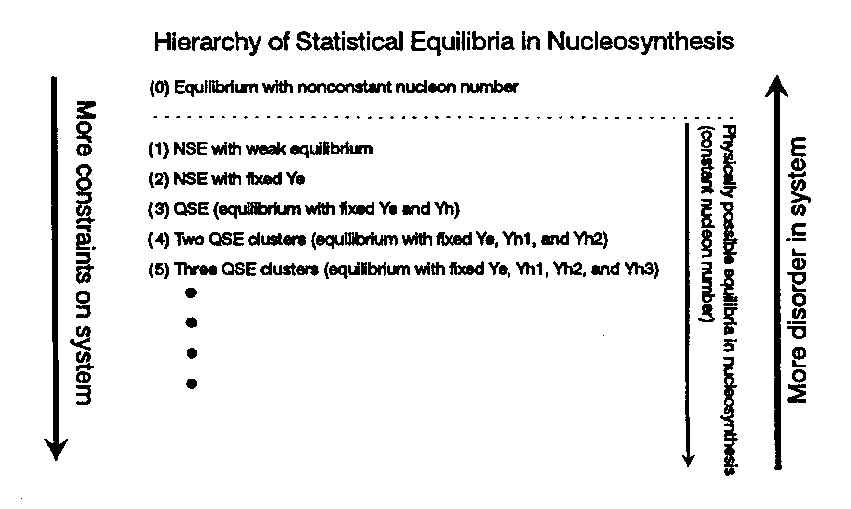 Hierarchy of Statistical Equilibria in Nucleosynthesis
(0) Equilibrium with nonconstant nucleon number
(1) NSE with weak equilibrium
(2) NSE with fixed Ye
(3) QSE (equilibrium with fixed Ye and Yh)
(4) Two QSE clusters (equilibrium with fixed Ye, Yh1, and Yh2)
(5) Three QSE clusters (equilibrium with fixed Ye, Yh1, Yh2, and Yh3)
More constraints on system
Physically possible equilibria in nucleosynthesis
(constant nucleon number)
More disorder in system